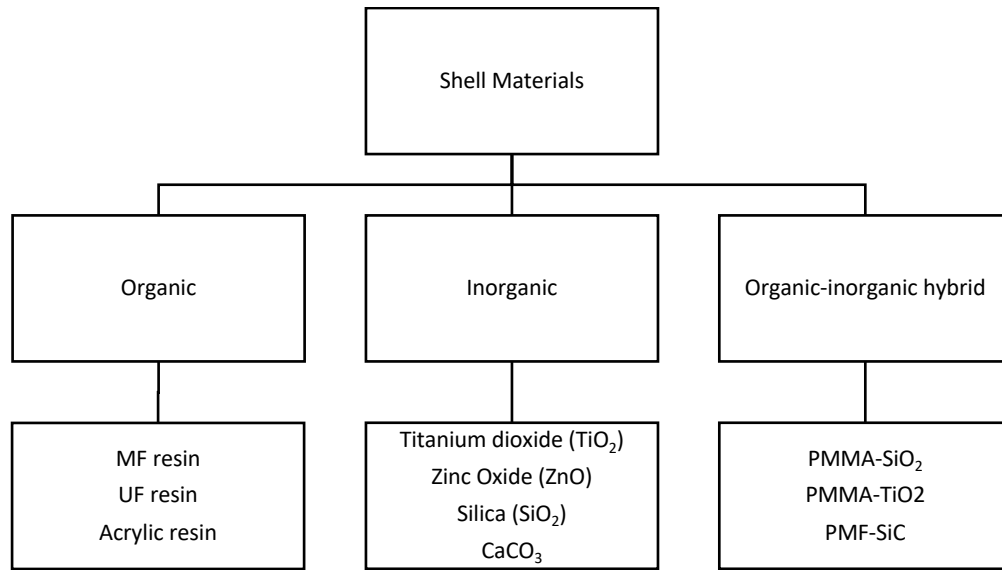 Shell Materials
Organic
Inorganic
Organic-inorganic hybrid
MF resin
UF resin
Acrylic resin
Titanium dioxide (TiO₂)
Zinc Oxide (ZnO)
Silica (SiO₂)
CaCO₃
PMMA-SiO₂
PMMA-TiO2
PMF-SiC